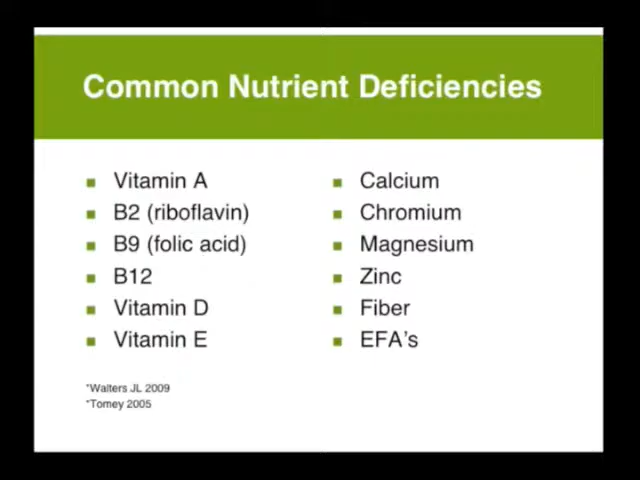 Common Nutrient Deficiencies
Vitamin A
B2 (riboflavin)
B9 (folic acid)
B12
Vitamin D
Vitamin E
Calcium
Chromium
Magnesium
Zinc
Fiber
EFA's
*Walters JL 2009
*Tomey 2005